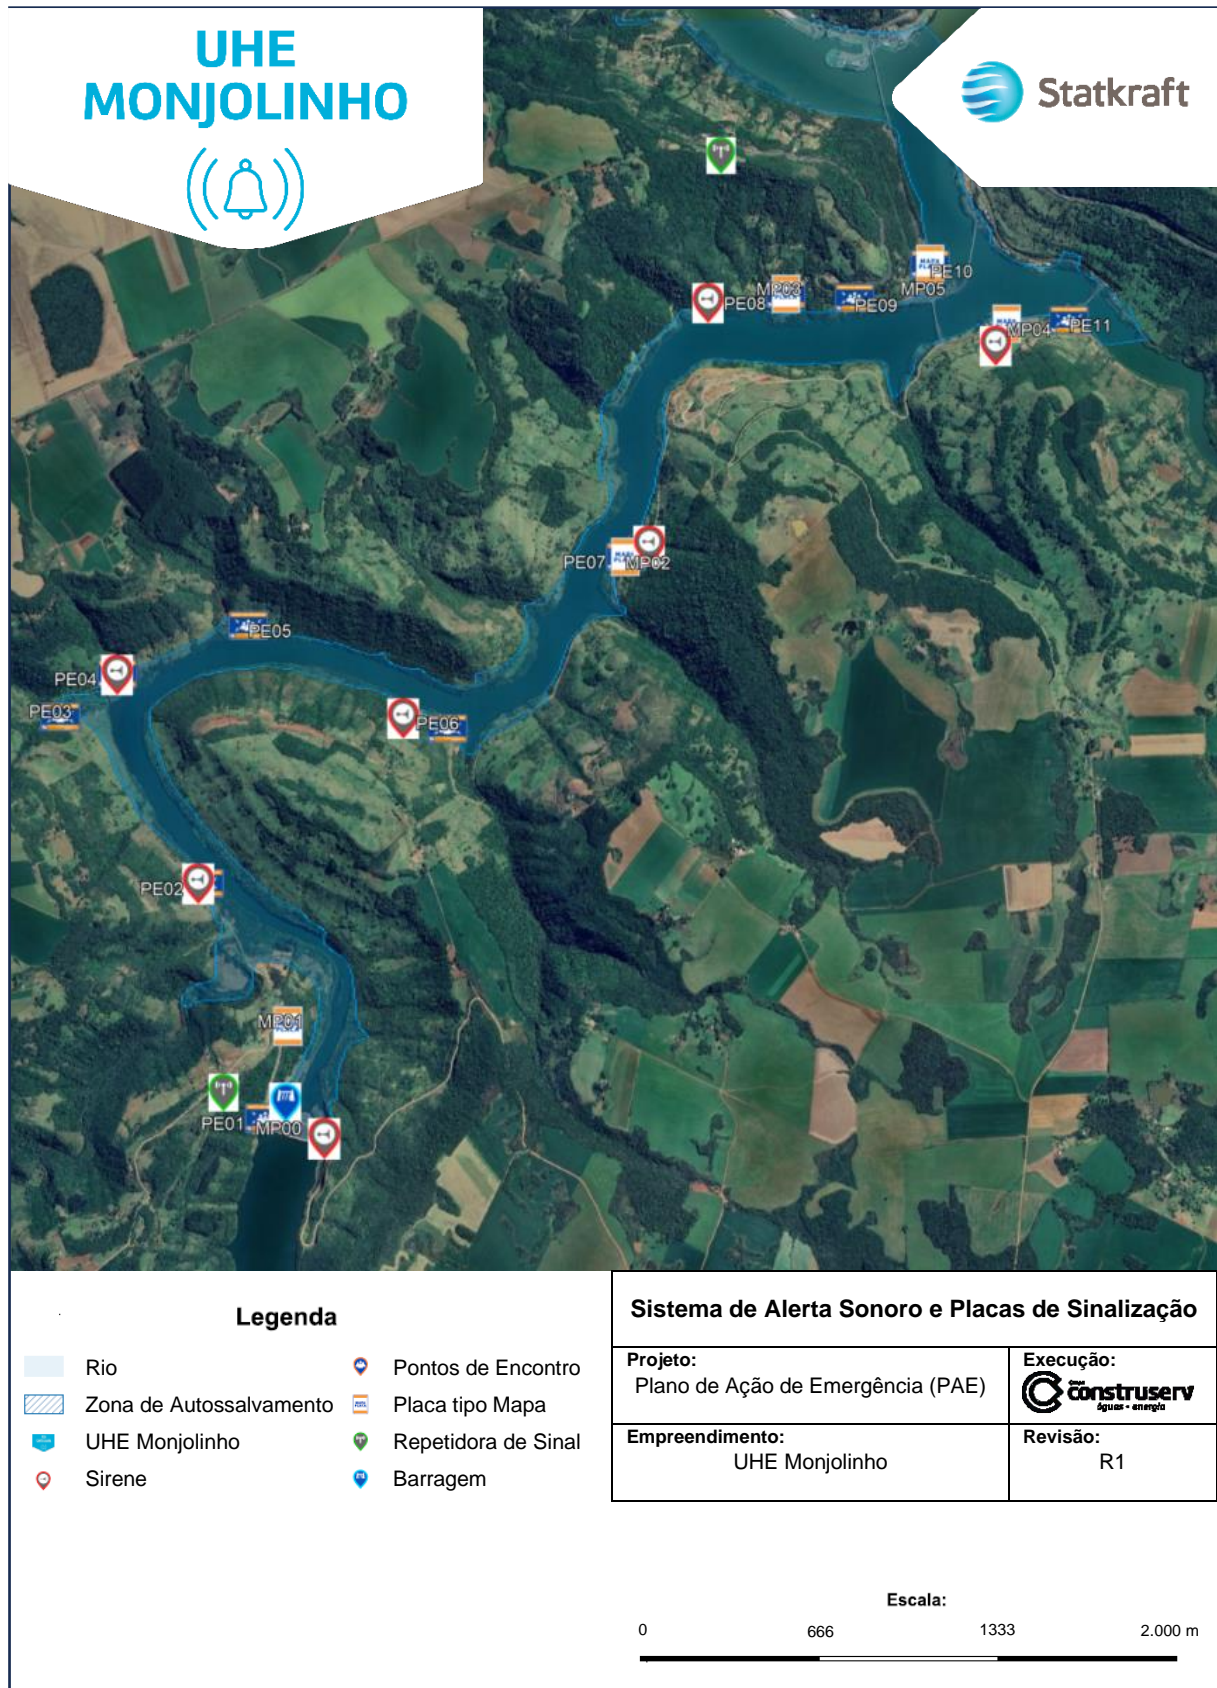 UHE
MONJOLINHO
Statkraft
PE10
MP03
MP05
PE08
PE09
MP04
PE11
PE07
MP02
PE05
PE04
PE03
PE06
PE02
MP01
PE01
MP00
Legenda
Rio
Zona de Autossalvamento
UHE Monjolinho
Sirene
Pontos de Encontro
Placa tipo Mapa
Repetidora de Sinal
Barragem
Sistema de Alerta Sonoro e Placas de Sinalização
Projeto:
Plano de Ação de Emergência (PAE)
Execução:
construserv
águas • energia
Empreendimento:
UHE Monjolinho
Revisão:
R1
Escala:
0 666 1333 2.000 m